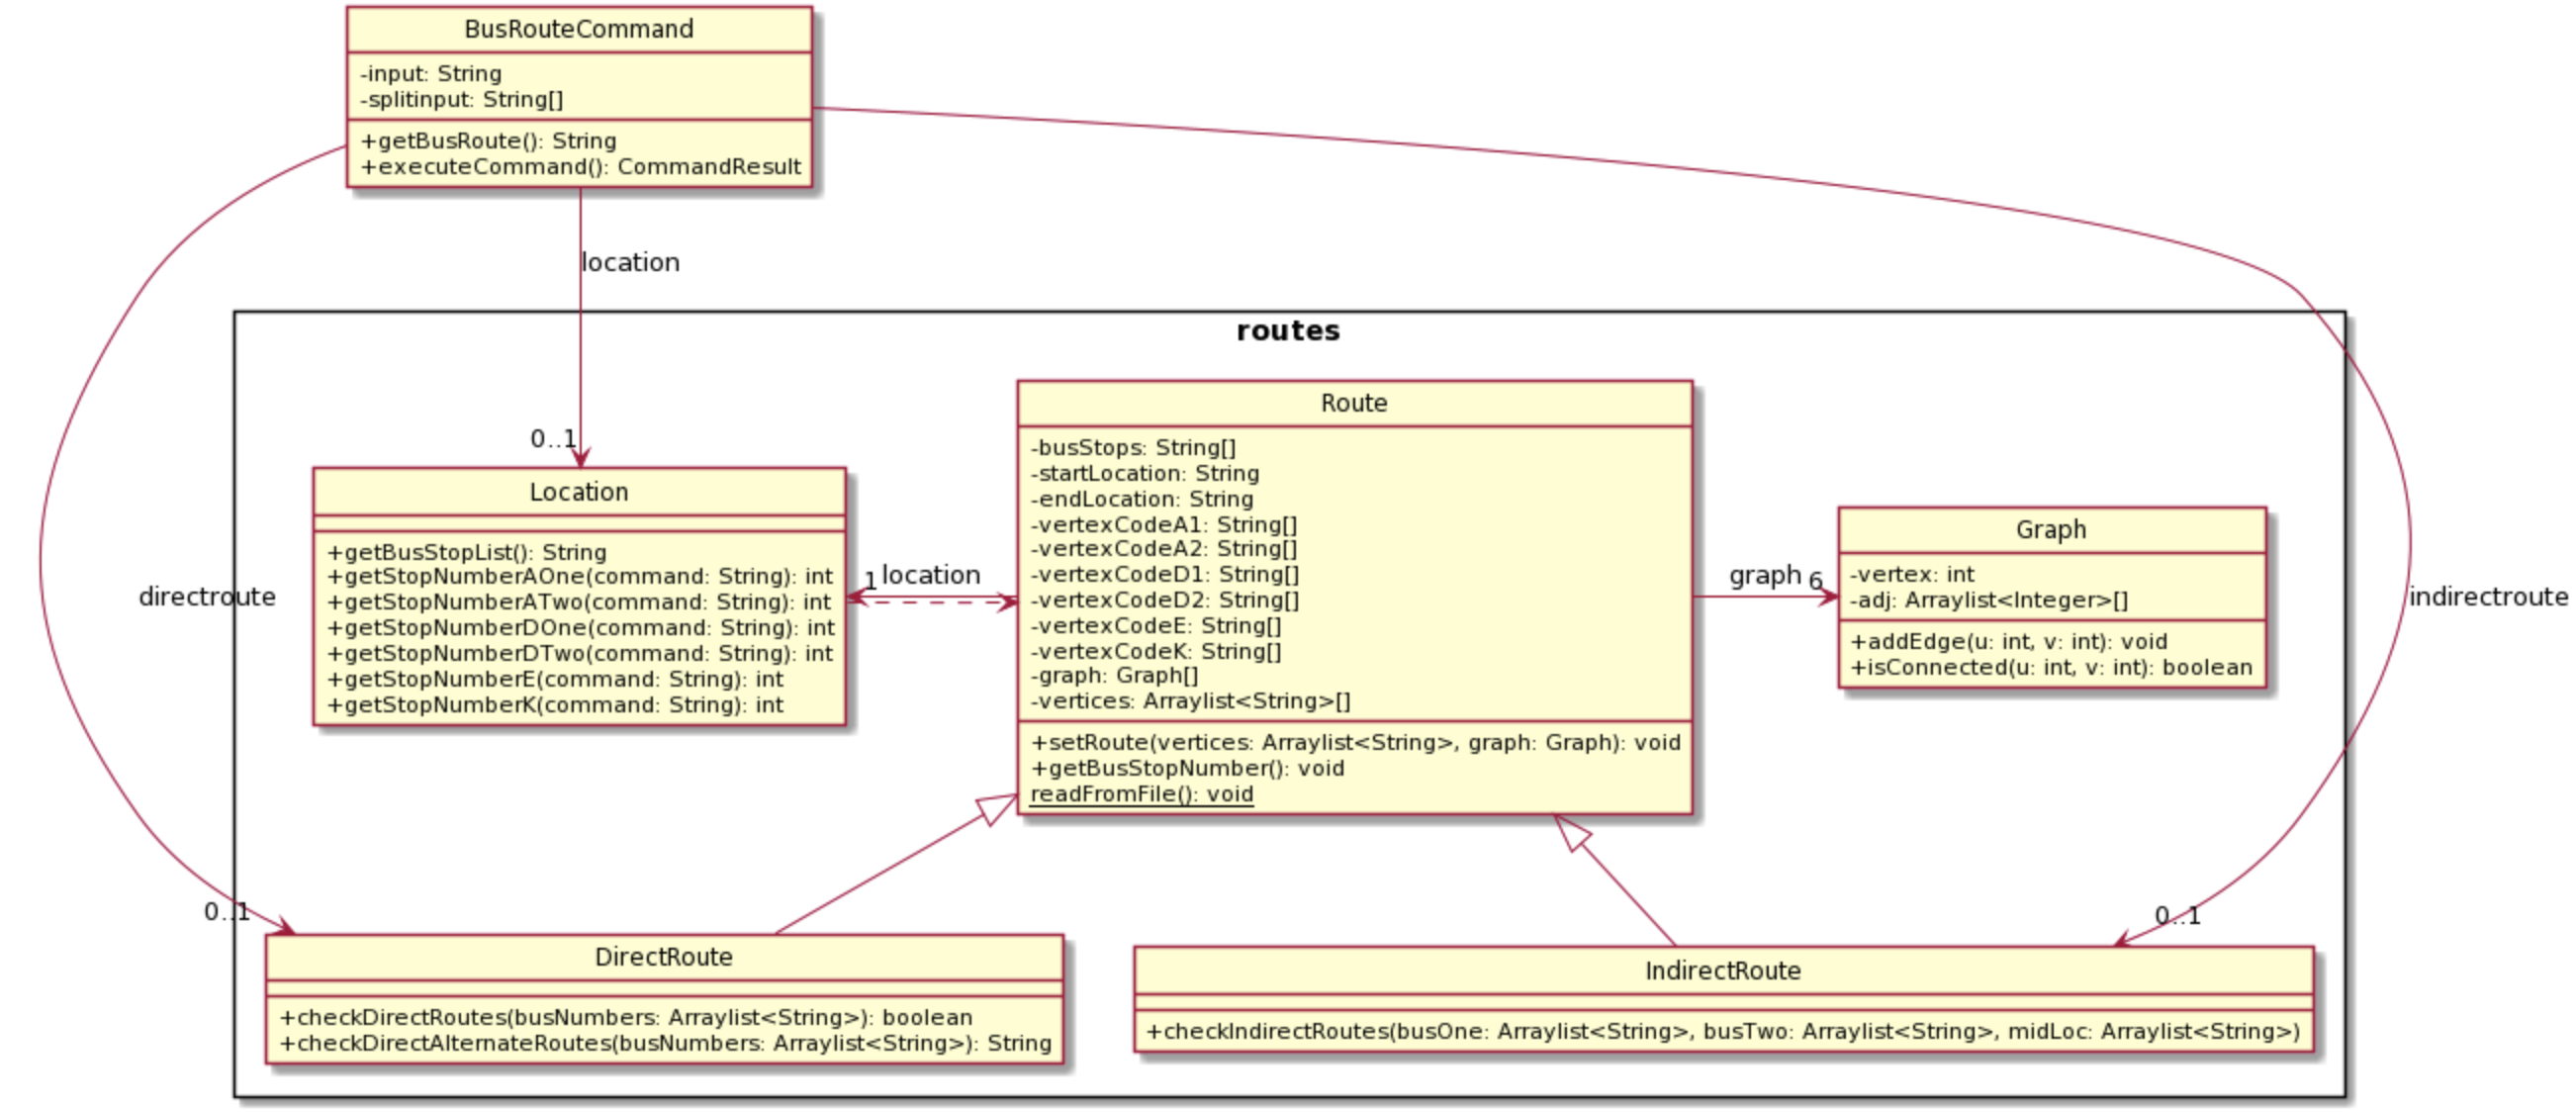 BusRouteCommand
-input: String
-splitinput: String[]
+getBusRoute(): String
+executeCommand(): CommandResult
location
0..1
routes
Location
+getBusStopList(): String
+getStopNumberAOne(command: String): int
+getStopNumberATwo(command: String): int
+getStopNumberDOne(command: String): int
+getStopNumberDTwo(command: String): int
+getStopNumberE(command: String): int
+getStopNumberK(command: String): int
1
location
Route
-busStops: String[]
-startLocation: String
-endLocation: String
-vertexCodeA1: String[]
-vertexCodeA2: String[]
-vertexCodeD1: String[]
-vertexCodeD2: String[]
-vertexCodeE: String[]
-vertexCodeK: String[]
-graph: Graph[]
-vertices: Arraylist<String>[]
+setRoute(vertices: Arraylist<String>, graph: Graph): void
+getBusStopNumber(): void
readFromFile(): void
graph
6
Graph
-vertex: int
-adj: Arraylist<Integer>[]
+addEdge(u: int, v: int): void
+isConnected(u: int, v: int): boolean
directroute
indirectroute
0..1
0..1
DirectRoute
+checkDirectRoutes(busNumbers: Arraylist<String>): boolean
+checkDirectAlternateRoutes(busNumbers: Arraylist<String>): String
IndirectRoute
+checkIndirectRoutes(busOne: Arraylist<String>, busTwo: Arraylist<String>, midLoc: Arraylist<String>)